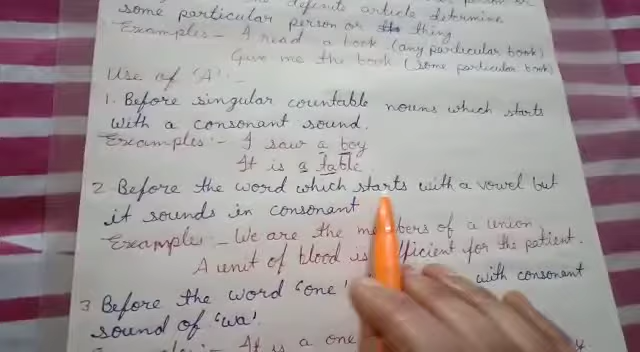 definite article determine
some particular person or thing
Examples - I read a book (any particular book)
Give me the book (some particular book)
Use of 'A' :-
1. Before singular countable nouns which starts
with a consonant sound.
Examples :- I saw a boy
It is a table
2. Before the word which starts with a vowel but
it sounds in consonant
Example :- We are the members of a union
A unit of blood is sufficient for the patient.
3 Before the word 'one' with consonant
sound of 'wa'.
It is a one